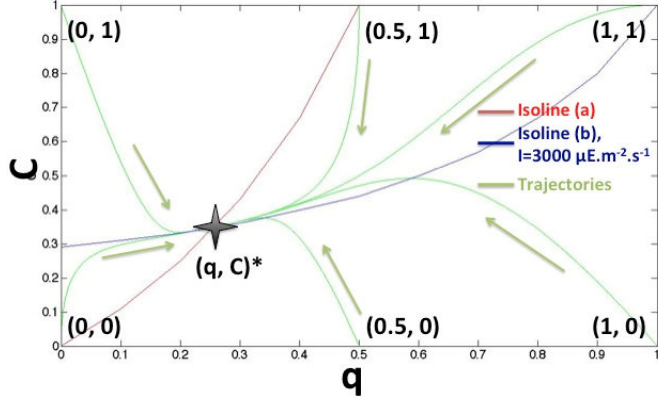 1
(0, 1)
(0.5, 1)
(1, 1)
0.9
0.8
0.7
Isoline (a)
0.6
Isoline (b),
I=3000 µE.m⁻².s⁻¹
C
0.5
Trajectories
0.4
0.3
(q, C)*
0.2
0.1
(0, 0)
(0.5, 0)
(1, 0)
0
0 0.1 0.2 0.3 0.4 0.5 0.6 0.7 0.8 0.9 1
q